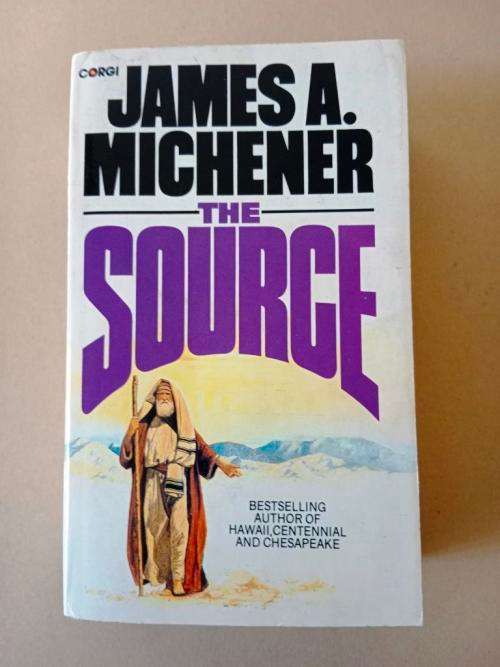 CORGI
JAMES A.
MICHENER
THE
SOURCE
BESTSELLING
AUTHOR OF
HAWAII, CENTENNIAL
AND CHESAPEAKE